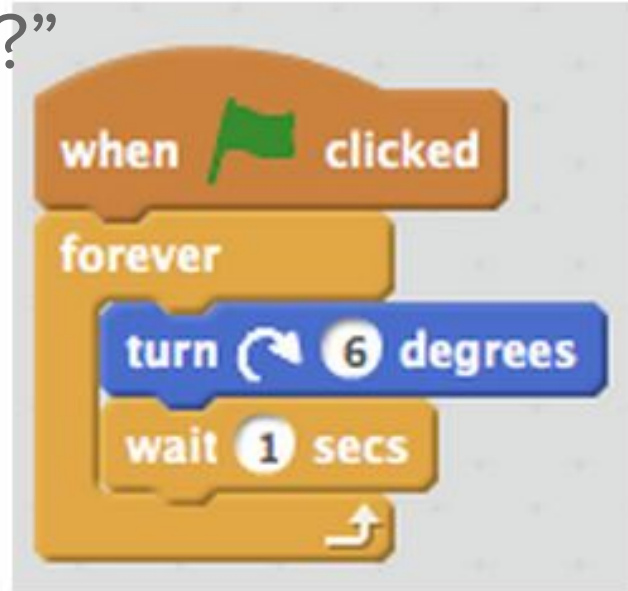 ?”
when clicked
forever
turn 6 degrees
wait 1 secs